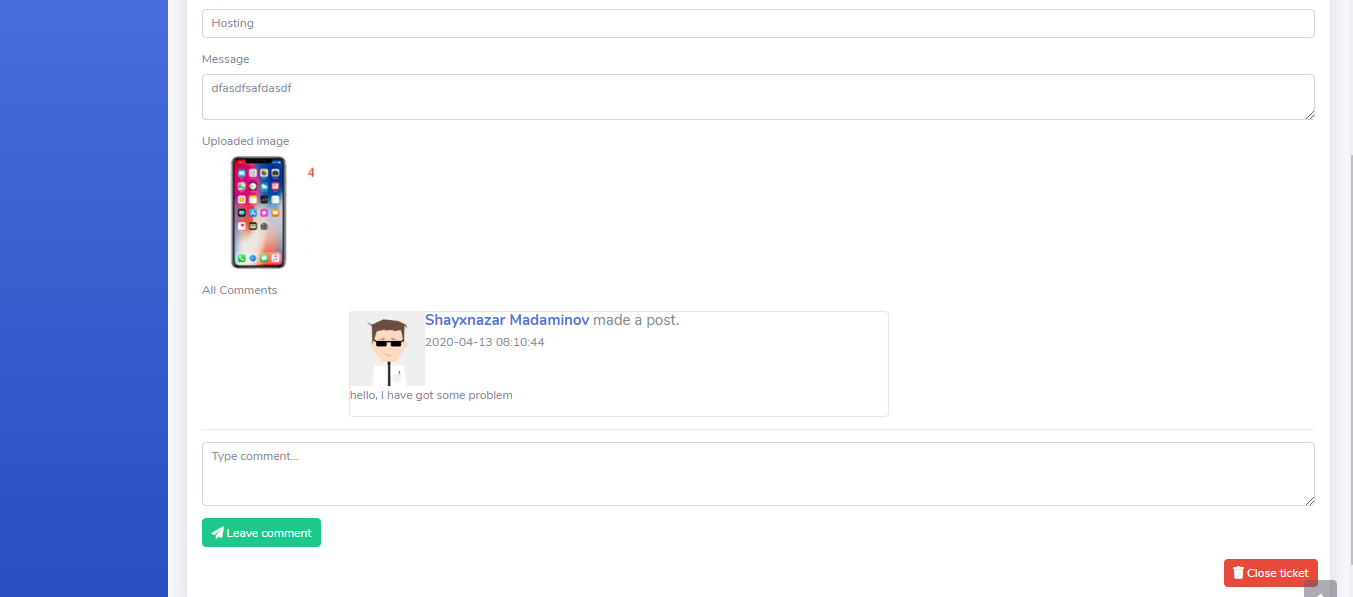 Hosting
Message
dfasdfsafdasdf
Uploaded image
4
All Comments
Shayxnazar Madaminov made a post.
2020-04-13 08:10:44
hello, I have got some problem
Type comment...
Leave comment
Close ticket